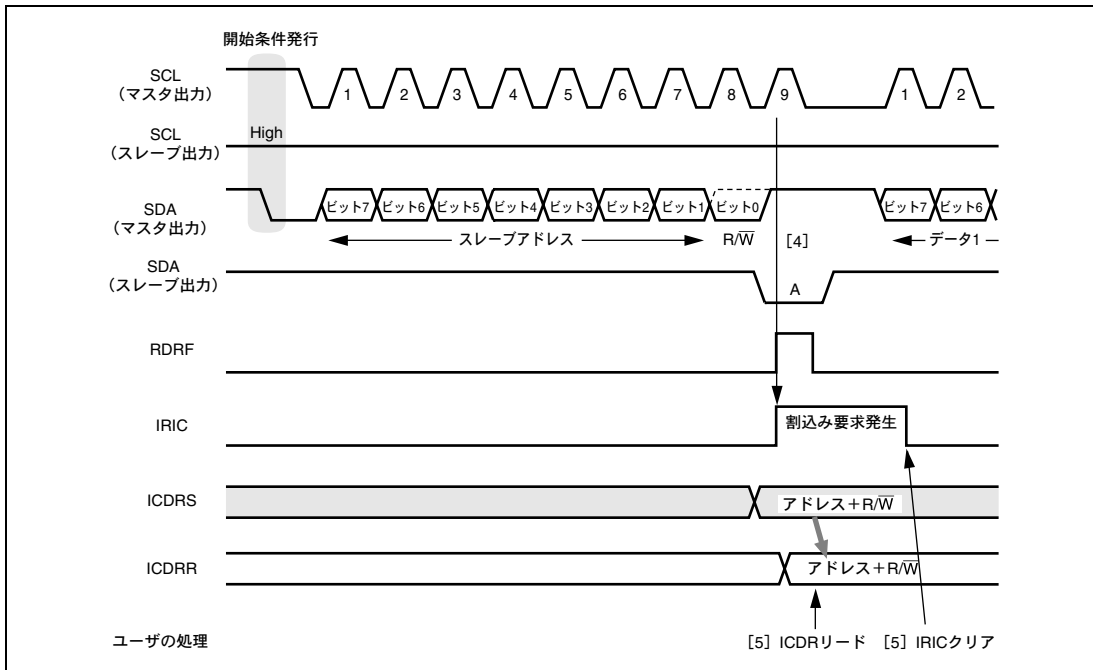 開始条件発行
SCL
（マスタ出力）
1 2 3 4 5 6 7 8 9 1 2
SCL
（スレーブ出力）
High
SDA
（マスタ出力）
ビット7 ビット6 ビット5 ビット4 ビット3 ビット2 ビット1 ビット0 ビット7 ビット6
スレーブアドレス R/W̅ ［4］ データ1
SDA
（スレーブ出力）
A
RDRF
IRIC
割込み要求発生
ICDRS
アドレス＋R/W̅
ICDRR
アドレス＋R/W̅
ユーザの処理
［5］ICDRリード ［5］IRICクリア